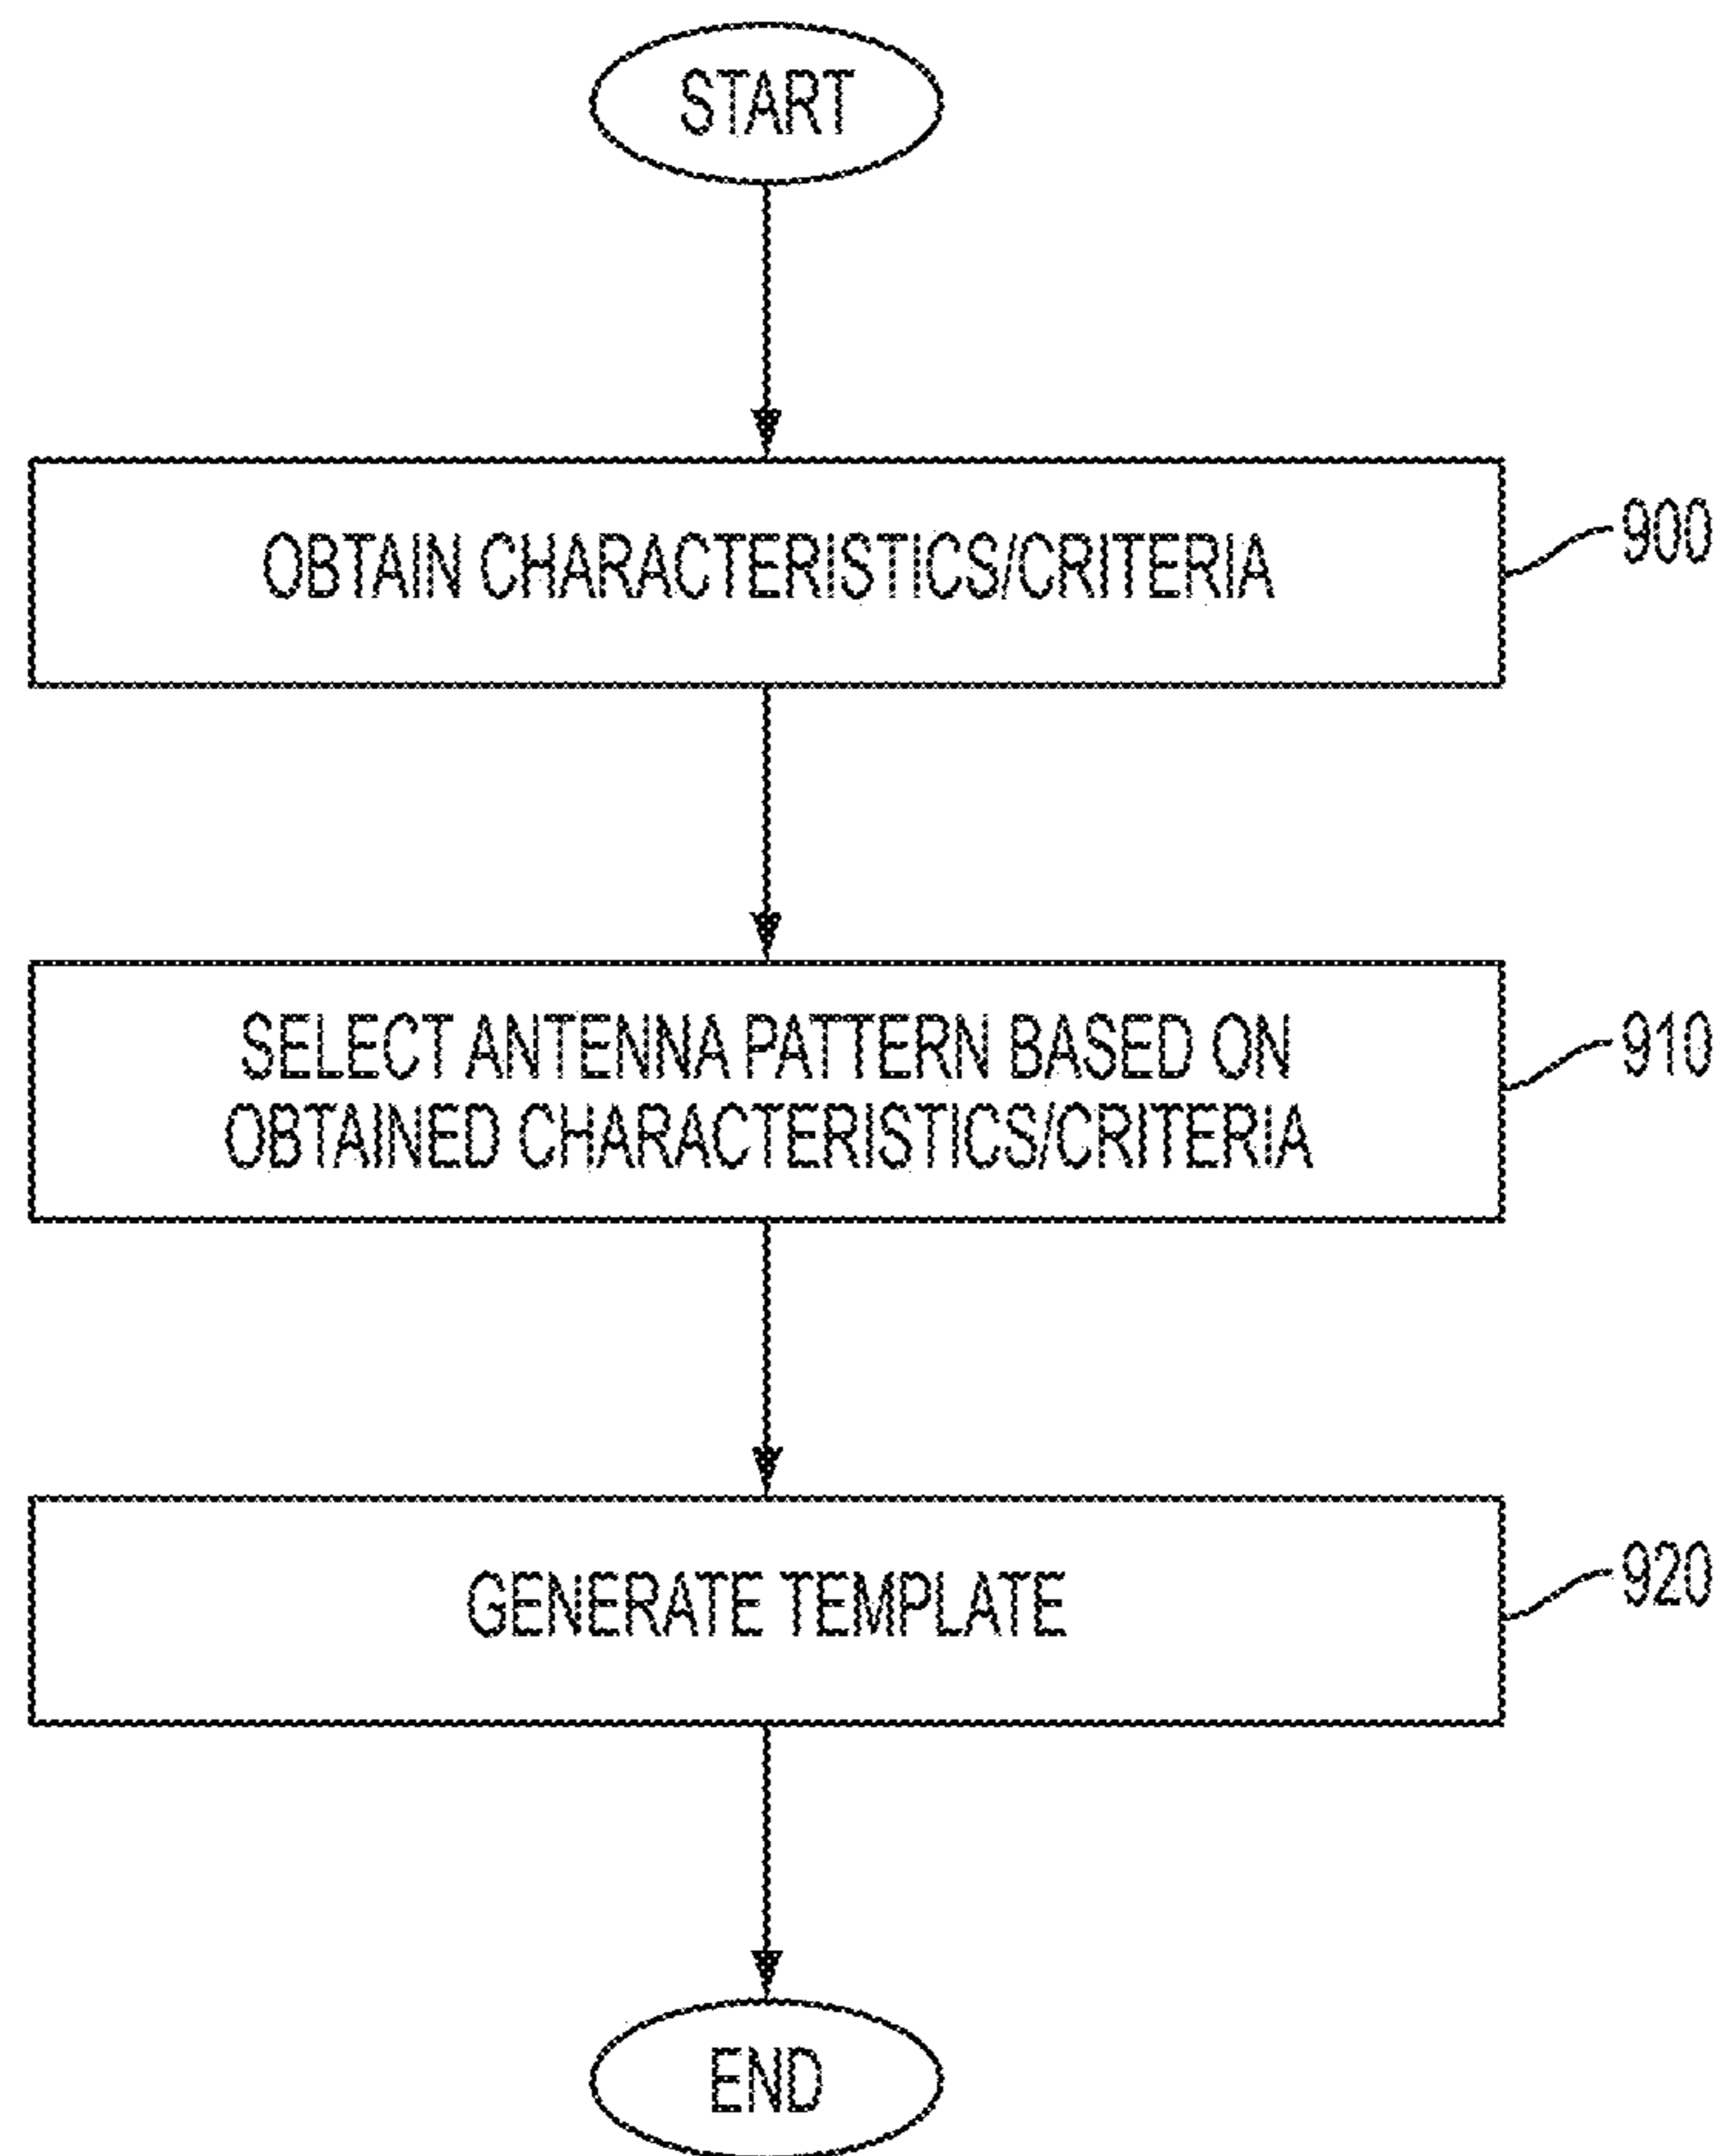 START
OBTAIN CHARACTERISTICS/CRITERIA
900
SELECT ANTENNA PATTERN BASED ON
OBTAINED CHARACTERISTICS/CRITERIA
910
GENERATE TEMPLATE
920
END